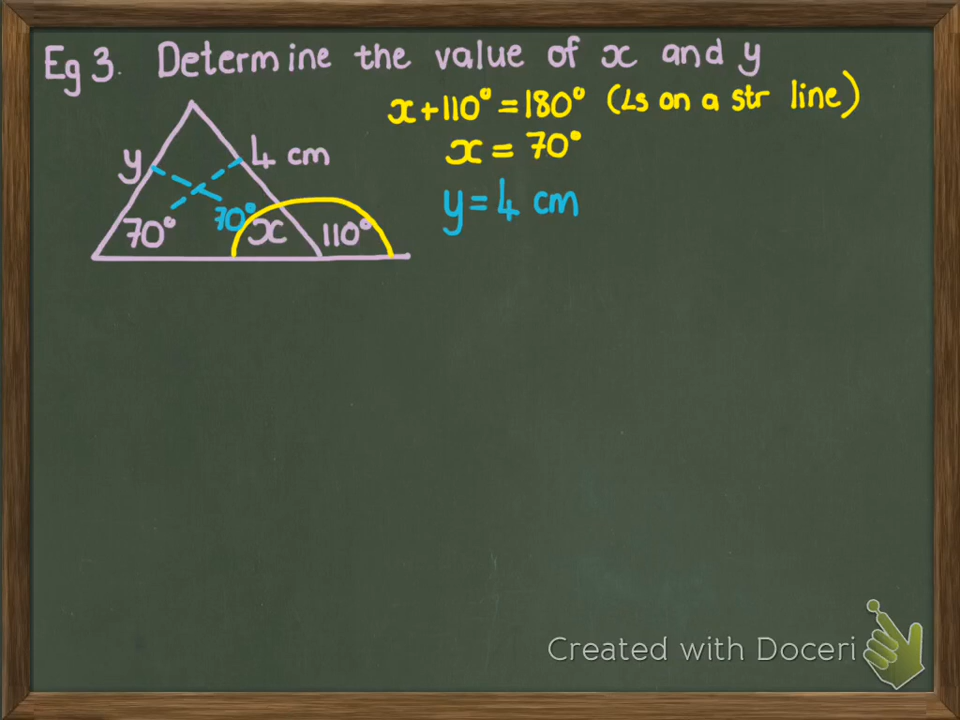 Eg 3. Determine the value of x and y
x + 110° = 180° (∠s on a str line)
x = 70°
y = 4 cm
y
4 cm
70°
70°
x
110°
Created with Doceri